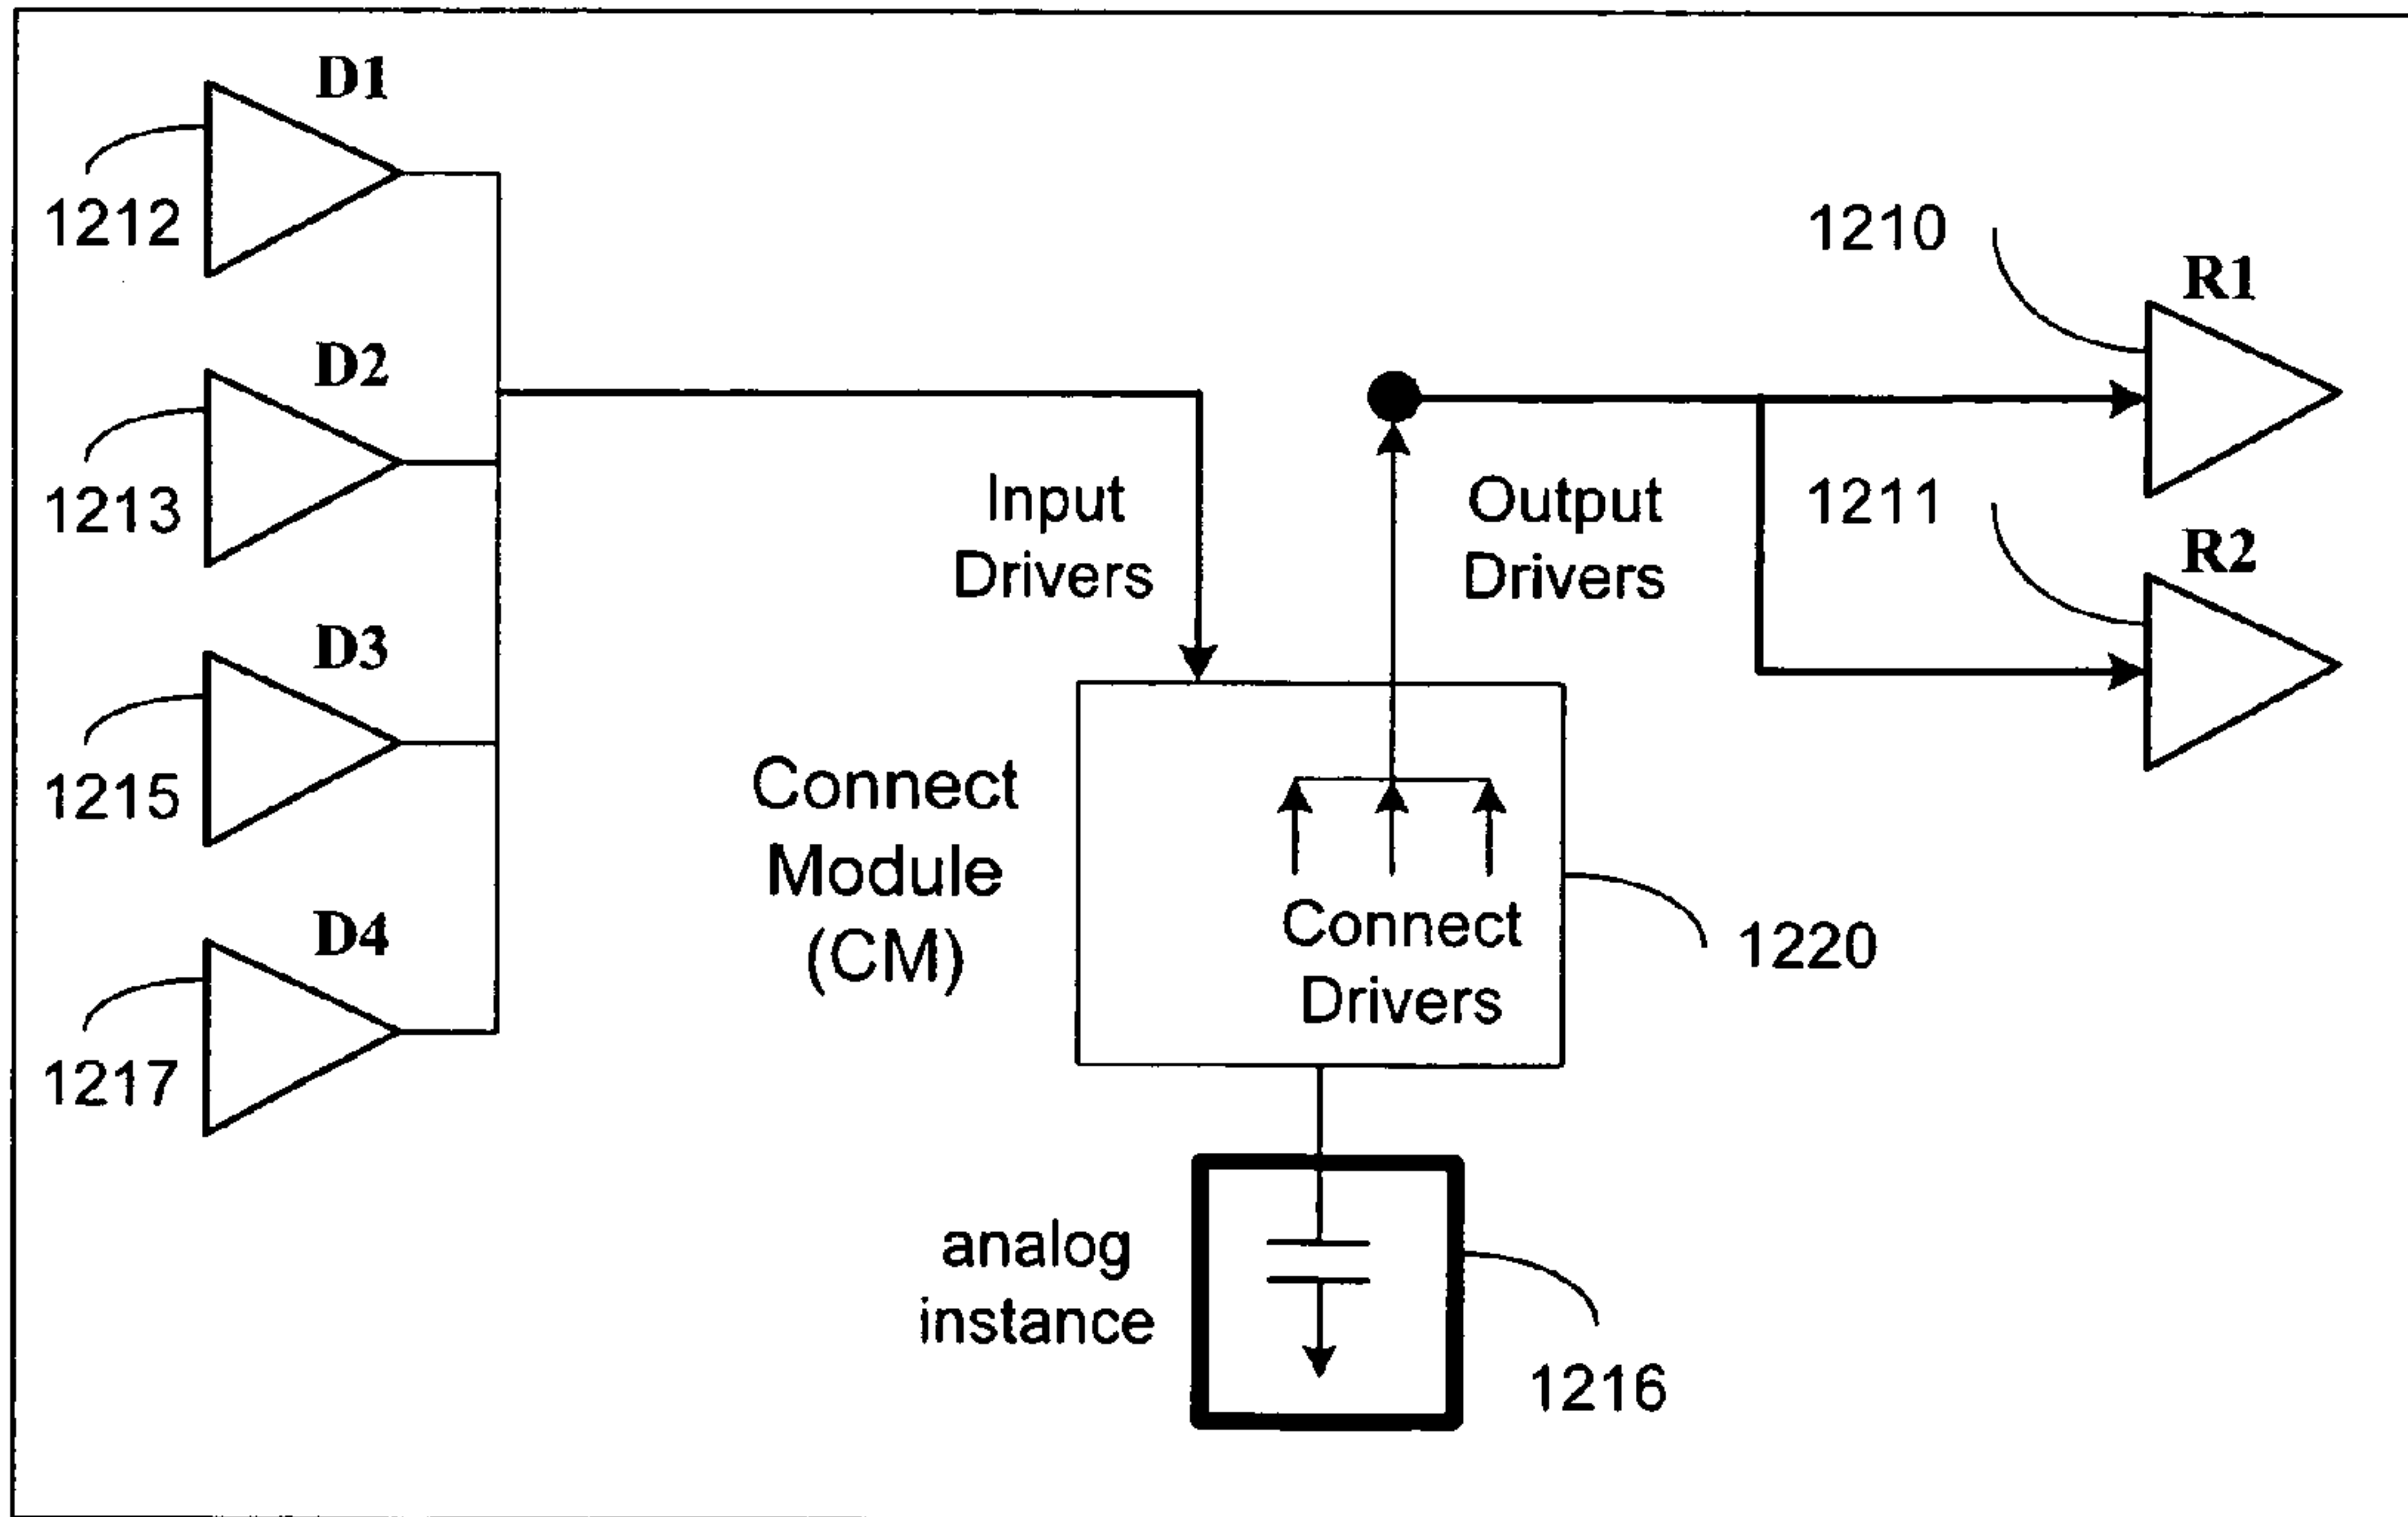 D1
1212
D2
1213
D3
1215
D4
1217
Input
Drivers
Output
Drivers
1210
R1
1211
R2
Connect
Module
(CM)
Connect
Drivers
1220
analog
instance
1216